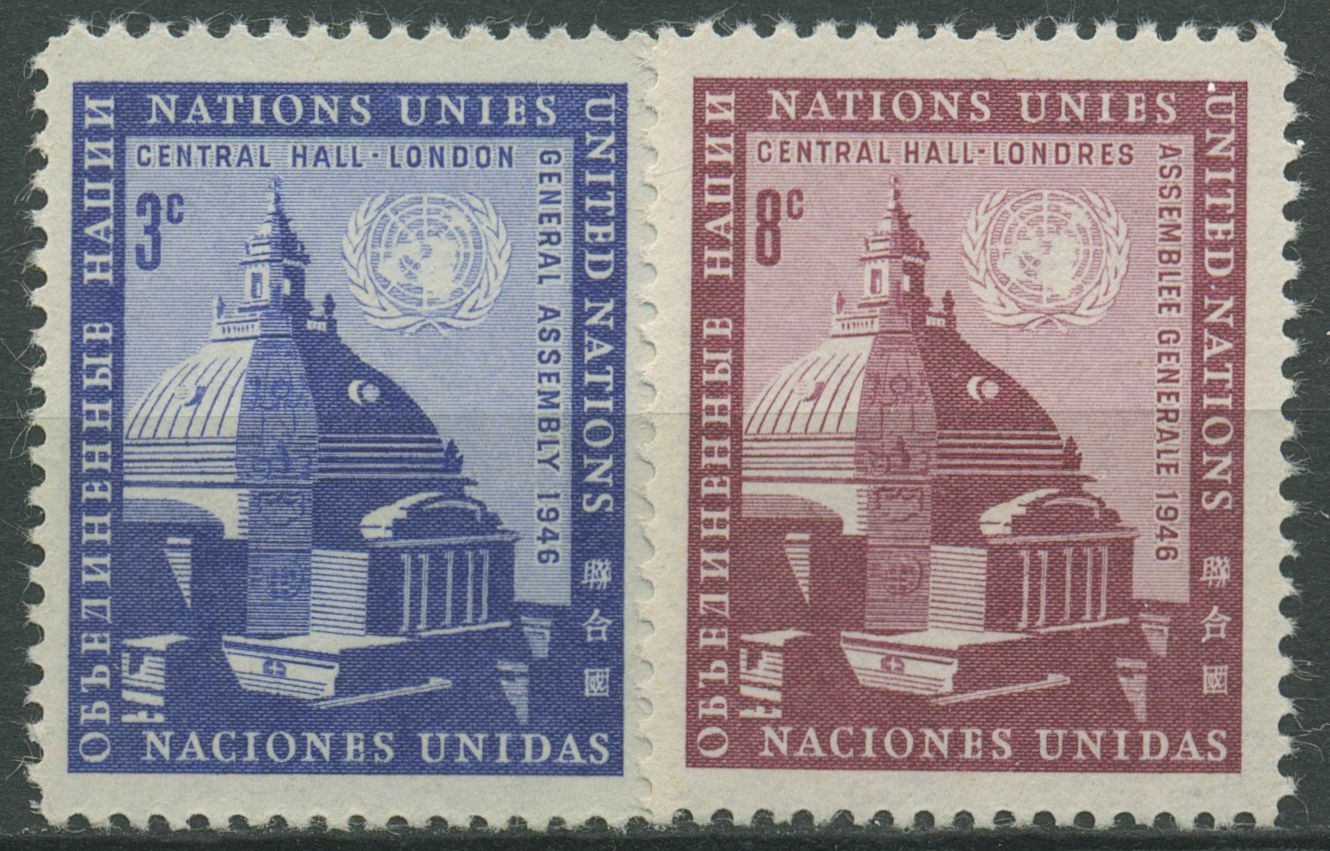 NATIONS UNIES
CENTRAL HALL - LONDON
3c
GENERAL ASSEMBLY 1946
UNITED NATIONS
聯合國
ОБЪЕДИНЕННЫЕ НАЦИИ
NACIONES UNIDAS
NATIONS UNIES
CENTRAL HALL-LONDRES
8c
ASSEMBLEE GENERALE 1946
UNITED NATIONS
聯合國
ОБЪЕДИНЕННЫЕ НАЦИИ
NACIONES UNIDAS